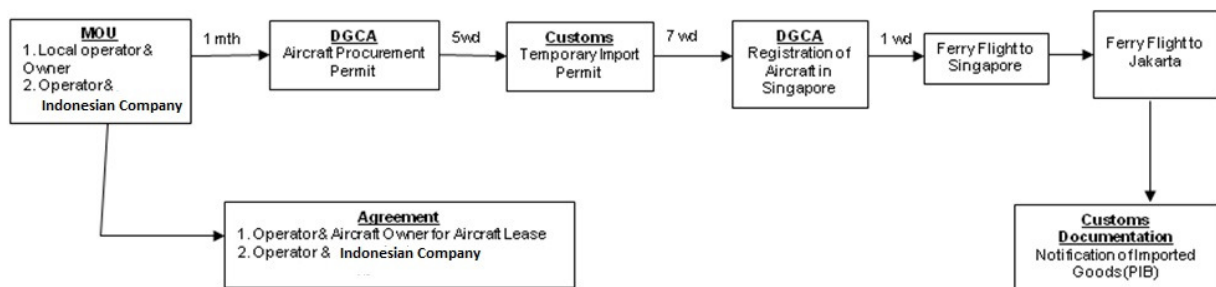 MOU
1. Local operator &
Owner
2. Operator &
Indonesian Company
1 mth
DGCA
Aircraft Procurement
Permit
5wd
Customs
Temporary Import
Permit
7 wd
DGCA
Registration of
Aircraft in
Singapore
1 wd
Ferry Flight to
Singapore
Ferry Flight to
Jakarta
Agreement
1. Operator & Aircraft Owner for Aircraft Lease
2. Operator & Indonesian Company
Customs
Documentation
Notification of Imported
Goods (PIB)